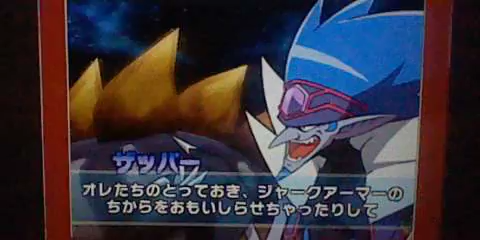 ザッパー
オレたちのとっておき、ジャークアーマーの
ちからをおもいしらせちゃったりして